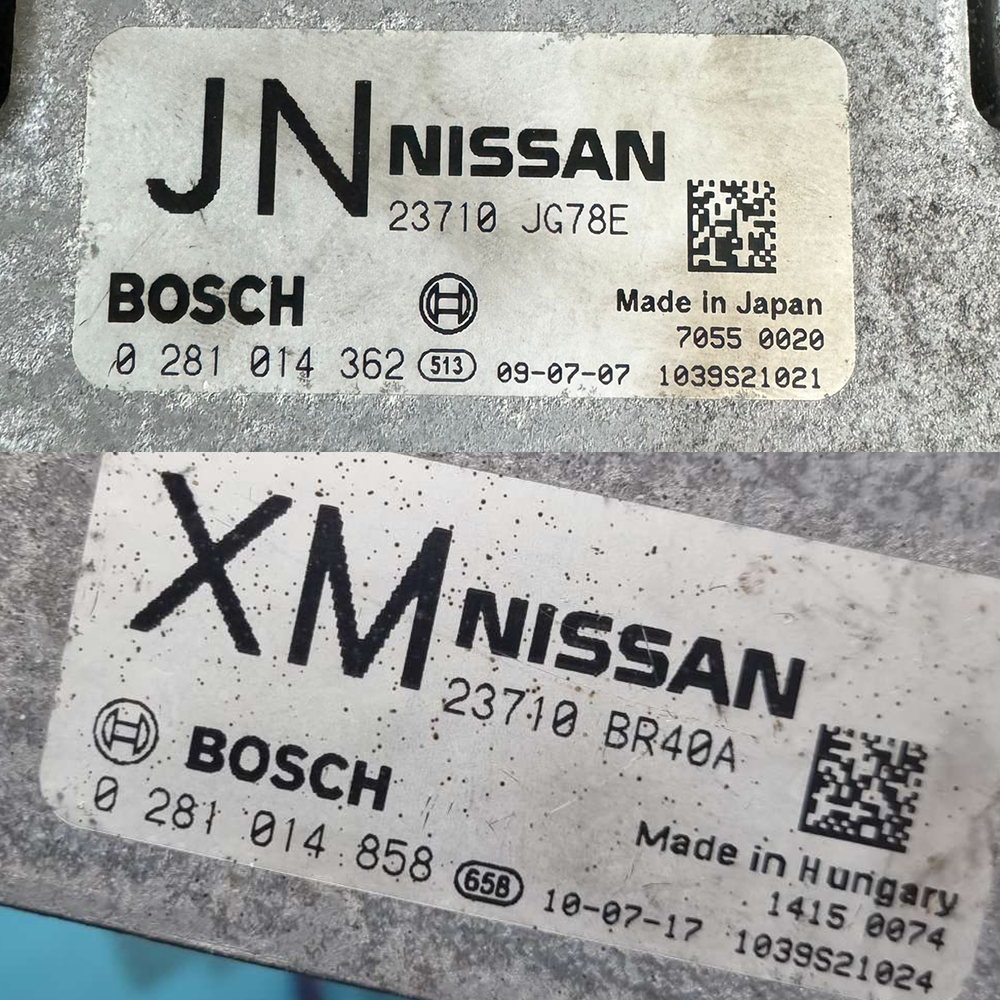 JN NISSAN
23710 JG78E
BOSCH
Made in Japan
7055 0020
0 281 014 362 513 09-07-07 1039S21021
XM NISSAN
23710 BR40A
BOSCH
Made in Hungary
1415 0074
0 281 014 858 658 10-07-17 1039S21024